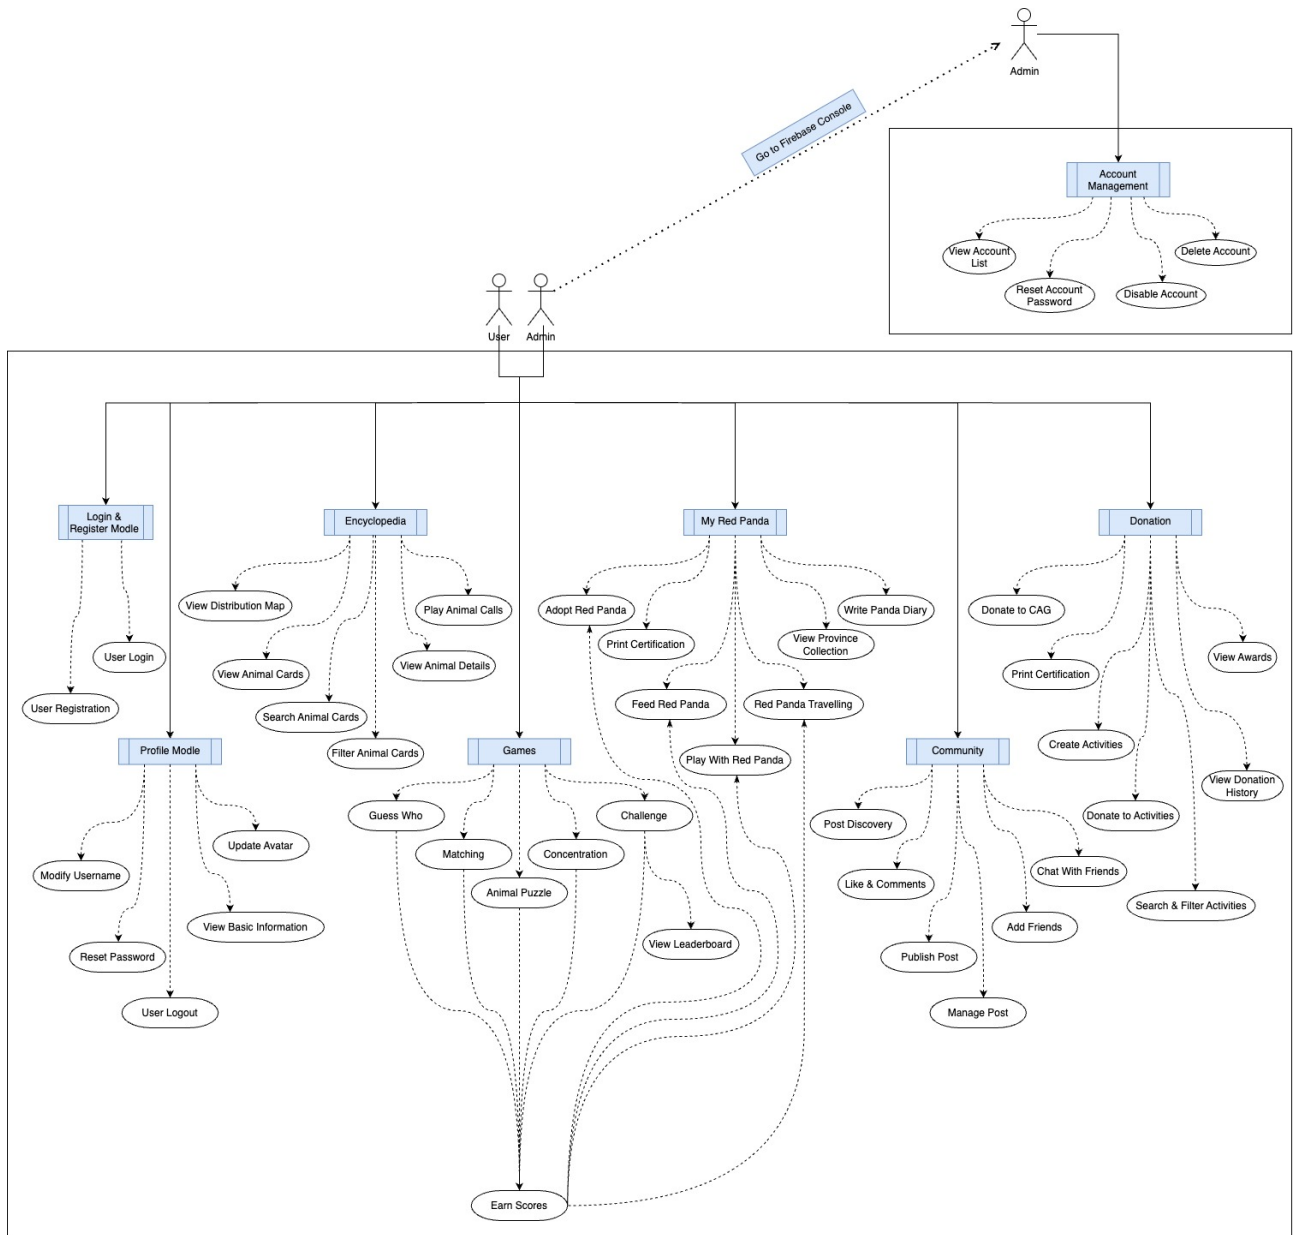 Admin
Go to Firebase Console
Account
Management
View Account
List
Delete Account
Reset Account
Password
Disable Account
User
Admin
Login &
Register Modle
Encyclopedia
My Red Panda
Donation
View Distribution Map
Play Animal Calls
Adopt Red Panda
Write Panda Diary
Donate to CAG
Print Certification
View Province
Collection
User Login
View Animal Details
View Awards
View Animal Cards
Print Certification
User Registration
Search Animal Cards
Feed Red Panda
Red Panda Travelling
Filter Animal Cards
Create Activities
Profile Modle
Games
Play With Red Panda
Community
View Donation
History
Guess Who
Challenge
Post Discovery
Donate to Activities
Update Avatar
Matching
Concentration
Modify Username
Chat With Friends
Animal Puzzle
Like & Comments
Search & Filter Activities
View Basic Information
Add Friends
View Leaderboard
Reset Password
Publish Post
User Logout
Manage Post
Earn Scores